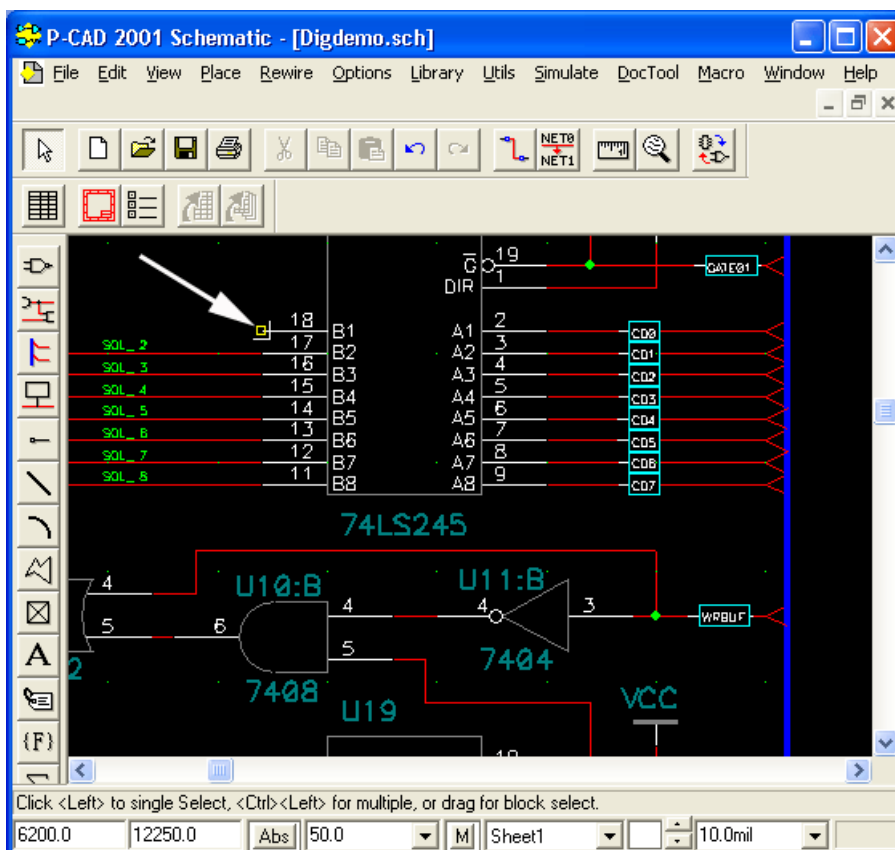 P-CAD 2001 Schematic - [Digdemo.sch]
File Edit View Place Rewire Options Library Utils Simulate DocTool Macro Window Help
NET0
NET1
G 19
DIR 1
GATE01
18 B1 A1 2 CD0
SOL_2 17 B2 A2 3 CD1
SOL_3 16 B3 A3 4 CD2
SOL_4 15 B4 A4 5 CD3
SOL_5 14 B5 A5 6 CD4
SOL_6 13 B6 A6 7 CD5
SOL_7 12 B7 A7 8 CD6
SOL_8 11 B8 A8 9 CD7
74LS245
U10:B U11:B
4 4 4 3 WRBUF
5 6 5
2 7408 7404
U19 VCC
A
{F}
Click <Left> to single Select, <Ctrl><Left> for multiple, or drag for block select.
6200.0 12250.0 Abs 50.0 M Sheet1 10.0mil